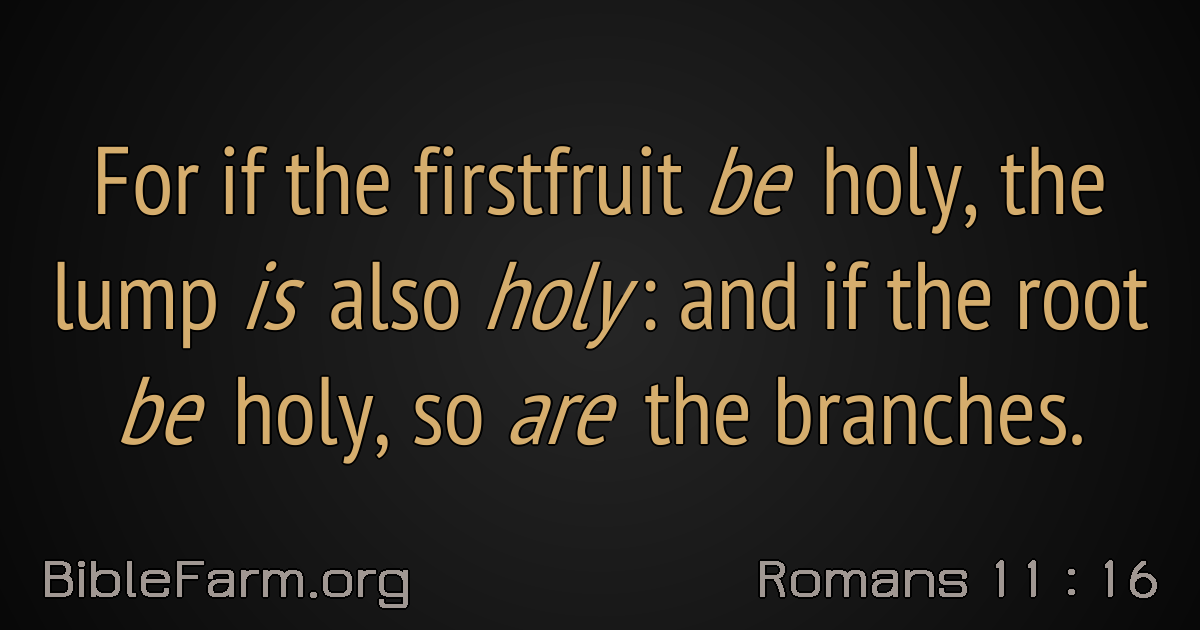 For if the firstfruit be holy, the
lump is also holy: and if the root
be holy, so are the branches.
BibleFarm.org
Romans 11 : 16